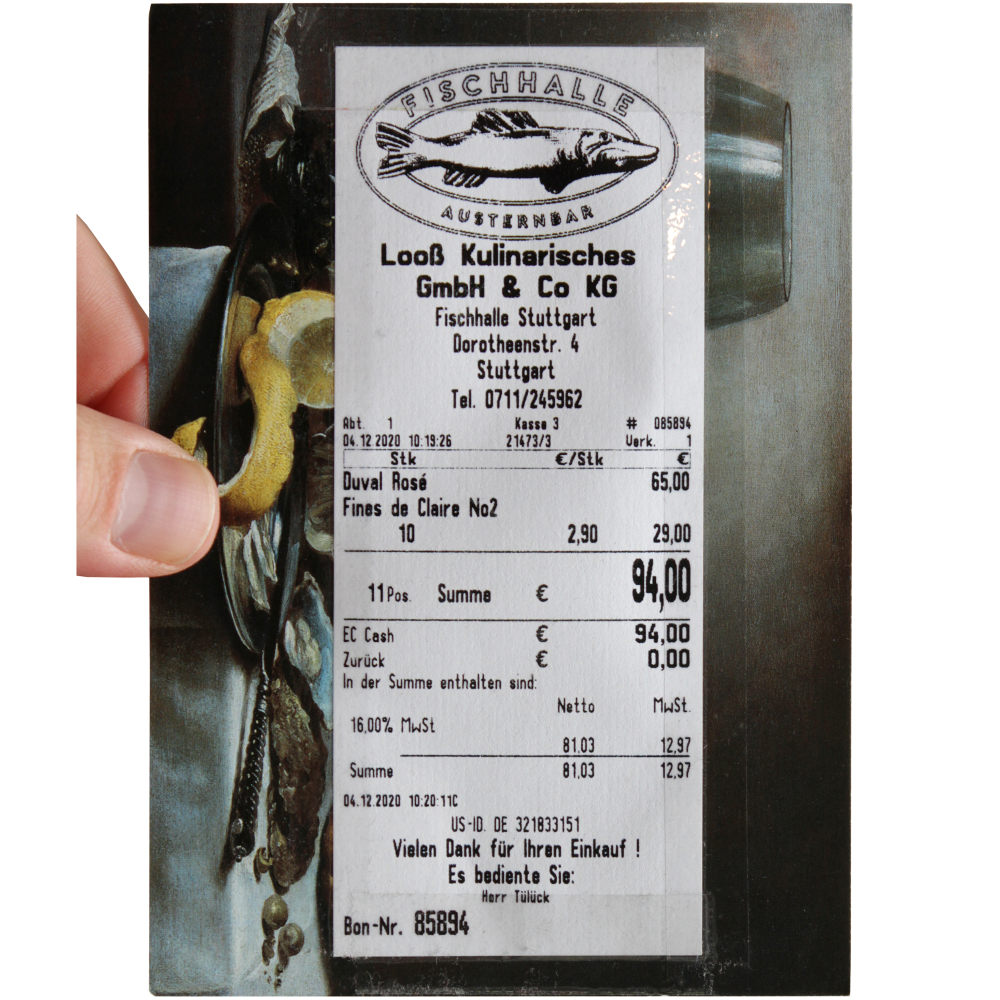 FISCHHALLE
AUSTERNBAR
Looß Kulinarisches
GmbH & Co KG
Fischhalle Stuttgart
Dorotheenstr. 4
Stuttgart
Tel. 0711/245962
Abt. 1 Kasse 3 # 085894
04.12.2020 10:19:26 21473/3 Verk. 1
Stk €/Stk €
Duval Rosé 65,00
Fines de Claire No2
10 2,90 29,00
11 Pos. Summe € 94,00
EC Cash € 94,00
Zurück € 0,00
In der Summe enthalten sind:
Netto MwSt.
16,00% MwSt
81,03 12,97
Summe 81,03 12,97
04.12.2020 10:20:11C
US-ID. DE 321833151
Vielen Dank für Ihren Einkauf !
Es bediente Sie:
Herr Tülück
Bon-Nr. 85894